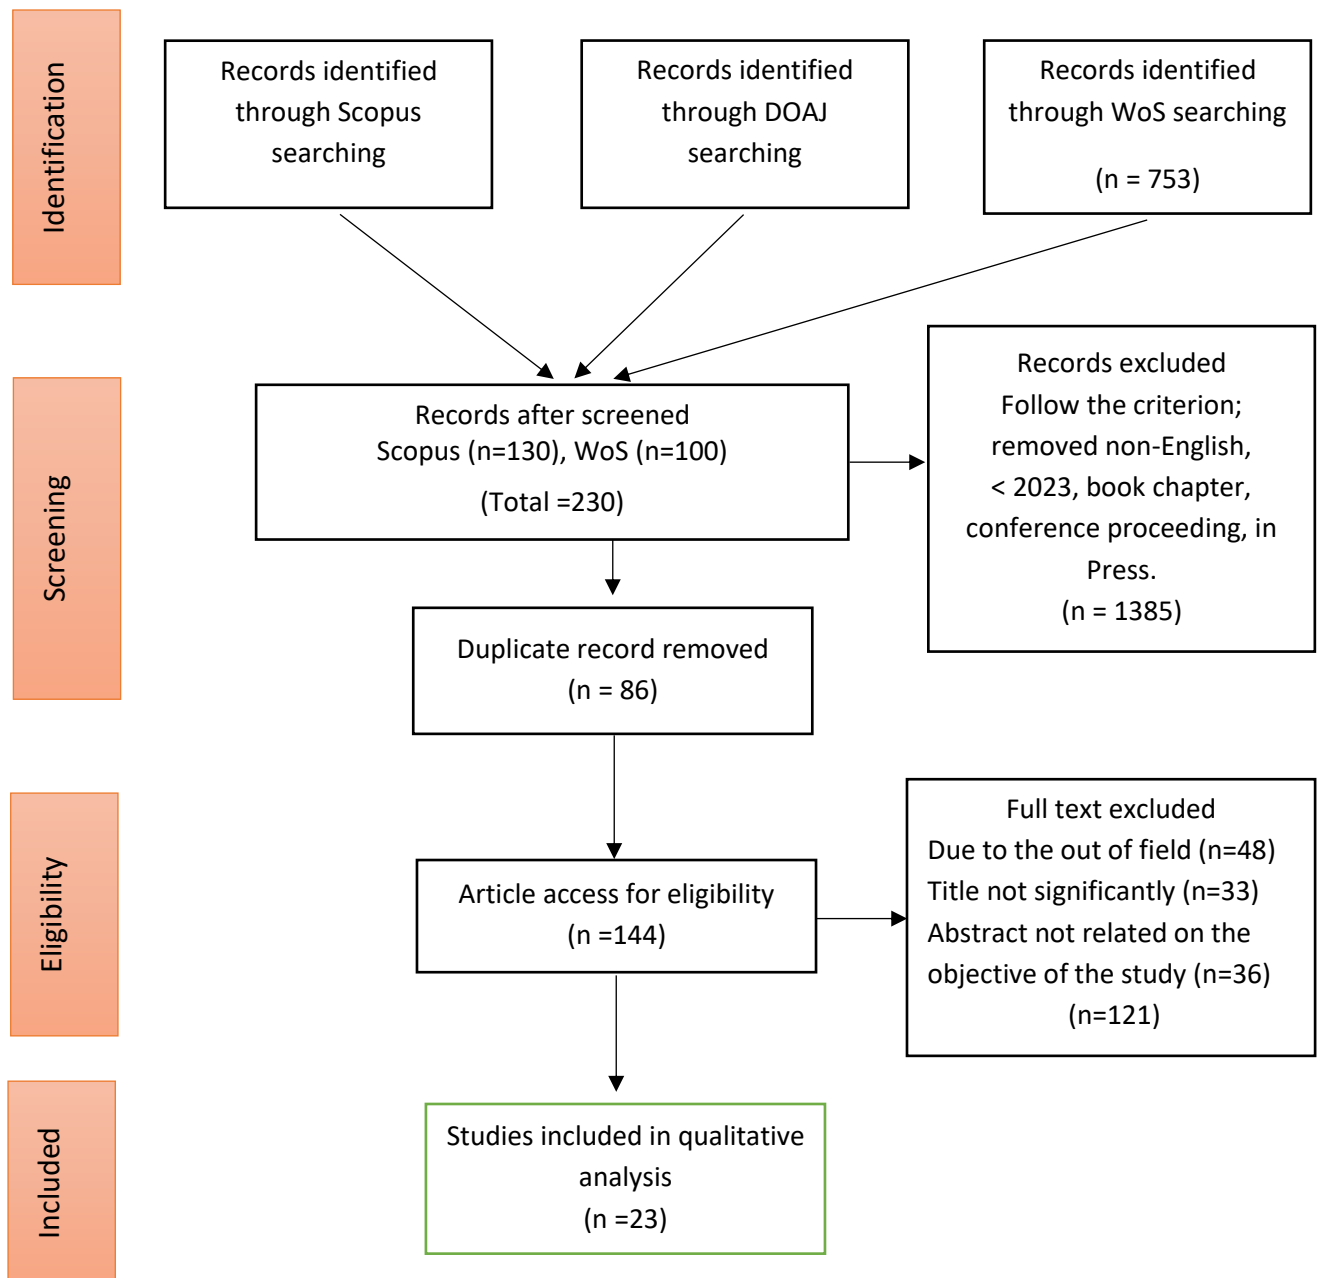 Identification
Records identified
through Scopus
searching
Records identified
through DOAJ
searching
Records identified
through WoS searching
(n = 753)
Screening
Records after screened
Scopus (n=130), WoS (n=100)
(Total =230)
Records excluded
Follow the criterion;
removed non-English,
< 2023, book chapter,
conference proceeding, in
Press.
(n = 1385)
Duplicate record removed
(n = 86)
Eligibility
Article access for eligibility
(n =144)
Full text excluded
Due to the out of field (n=48)
Title not significantly (n=33)
Abstract not related on the
objective of the study (n=36)
(n=121)
Included
Studies included in qualitative
analysis
(n =23)